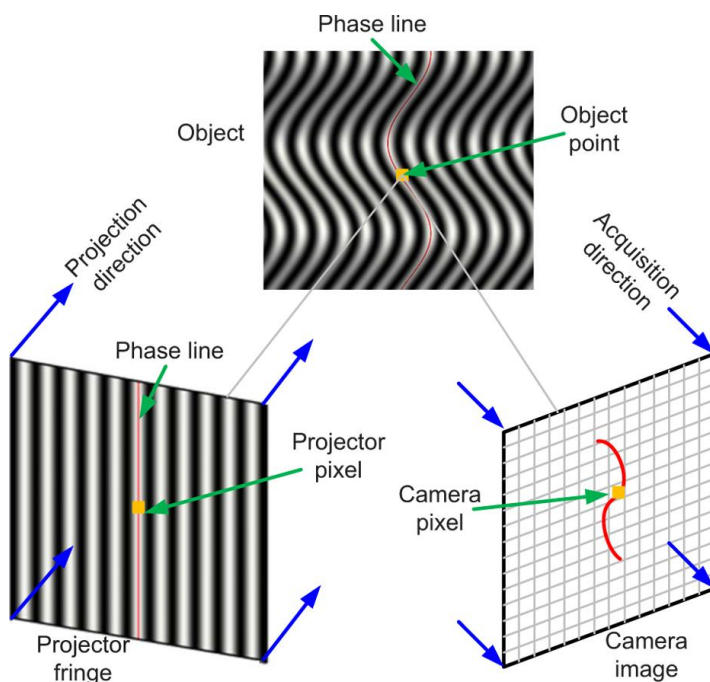 Phase line
Object
Object
point
Projection
direction
Acquisition
direction
Phase line
Projector
pixel
Camera
pixel
Projector
fringe
Camera
image